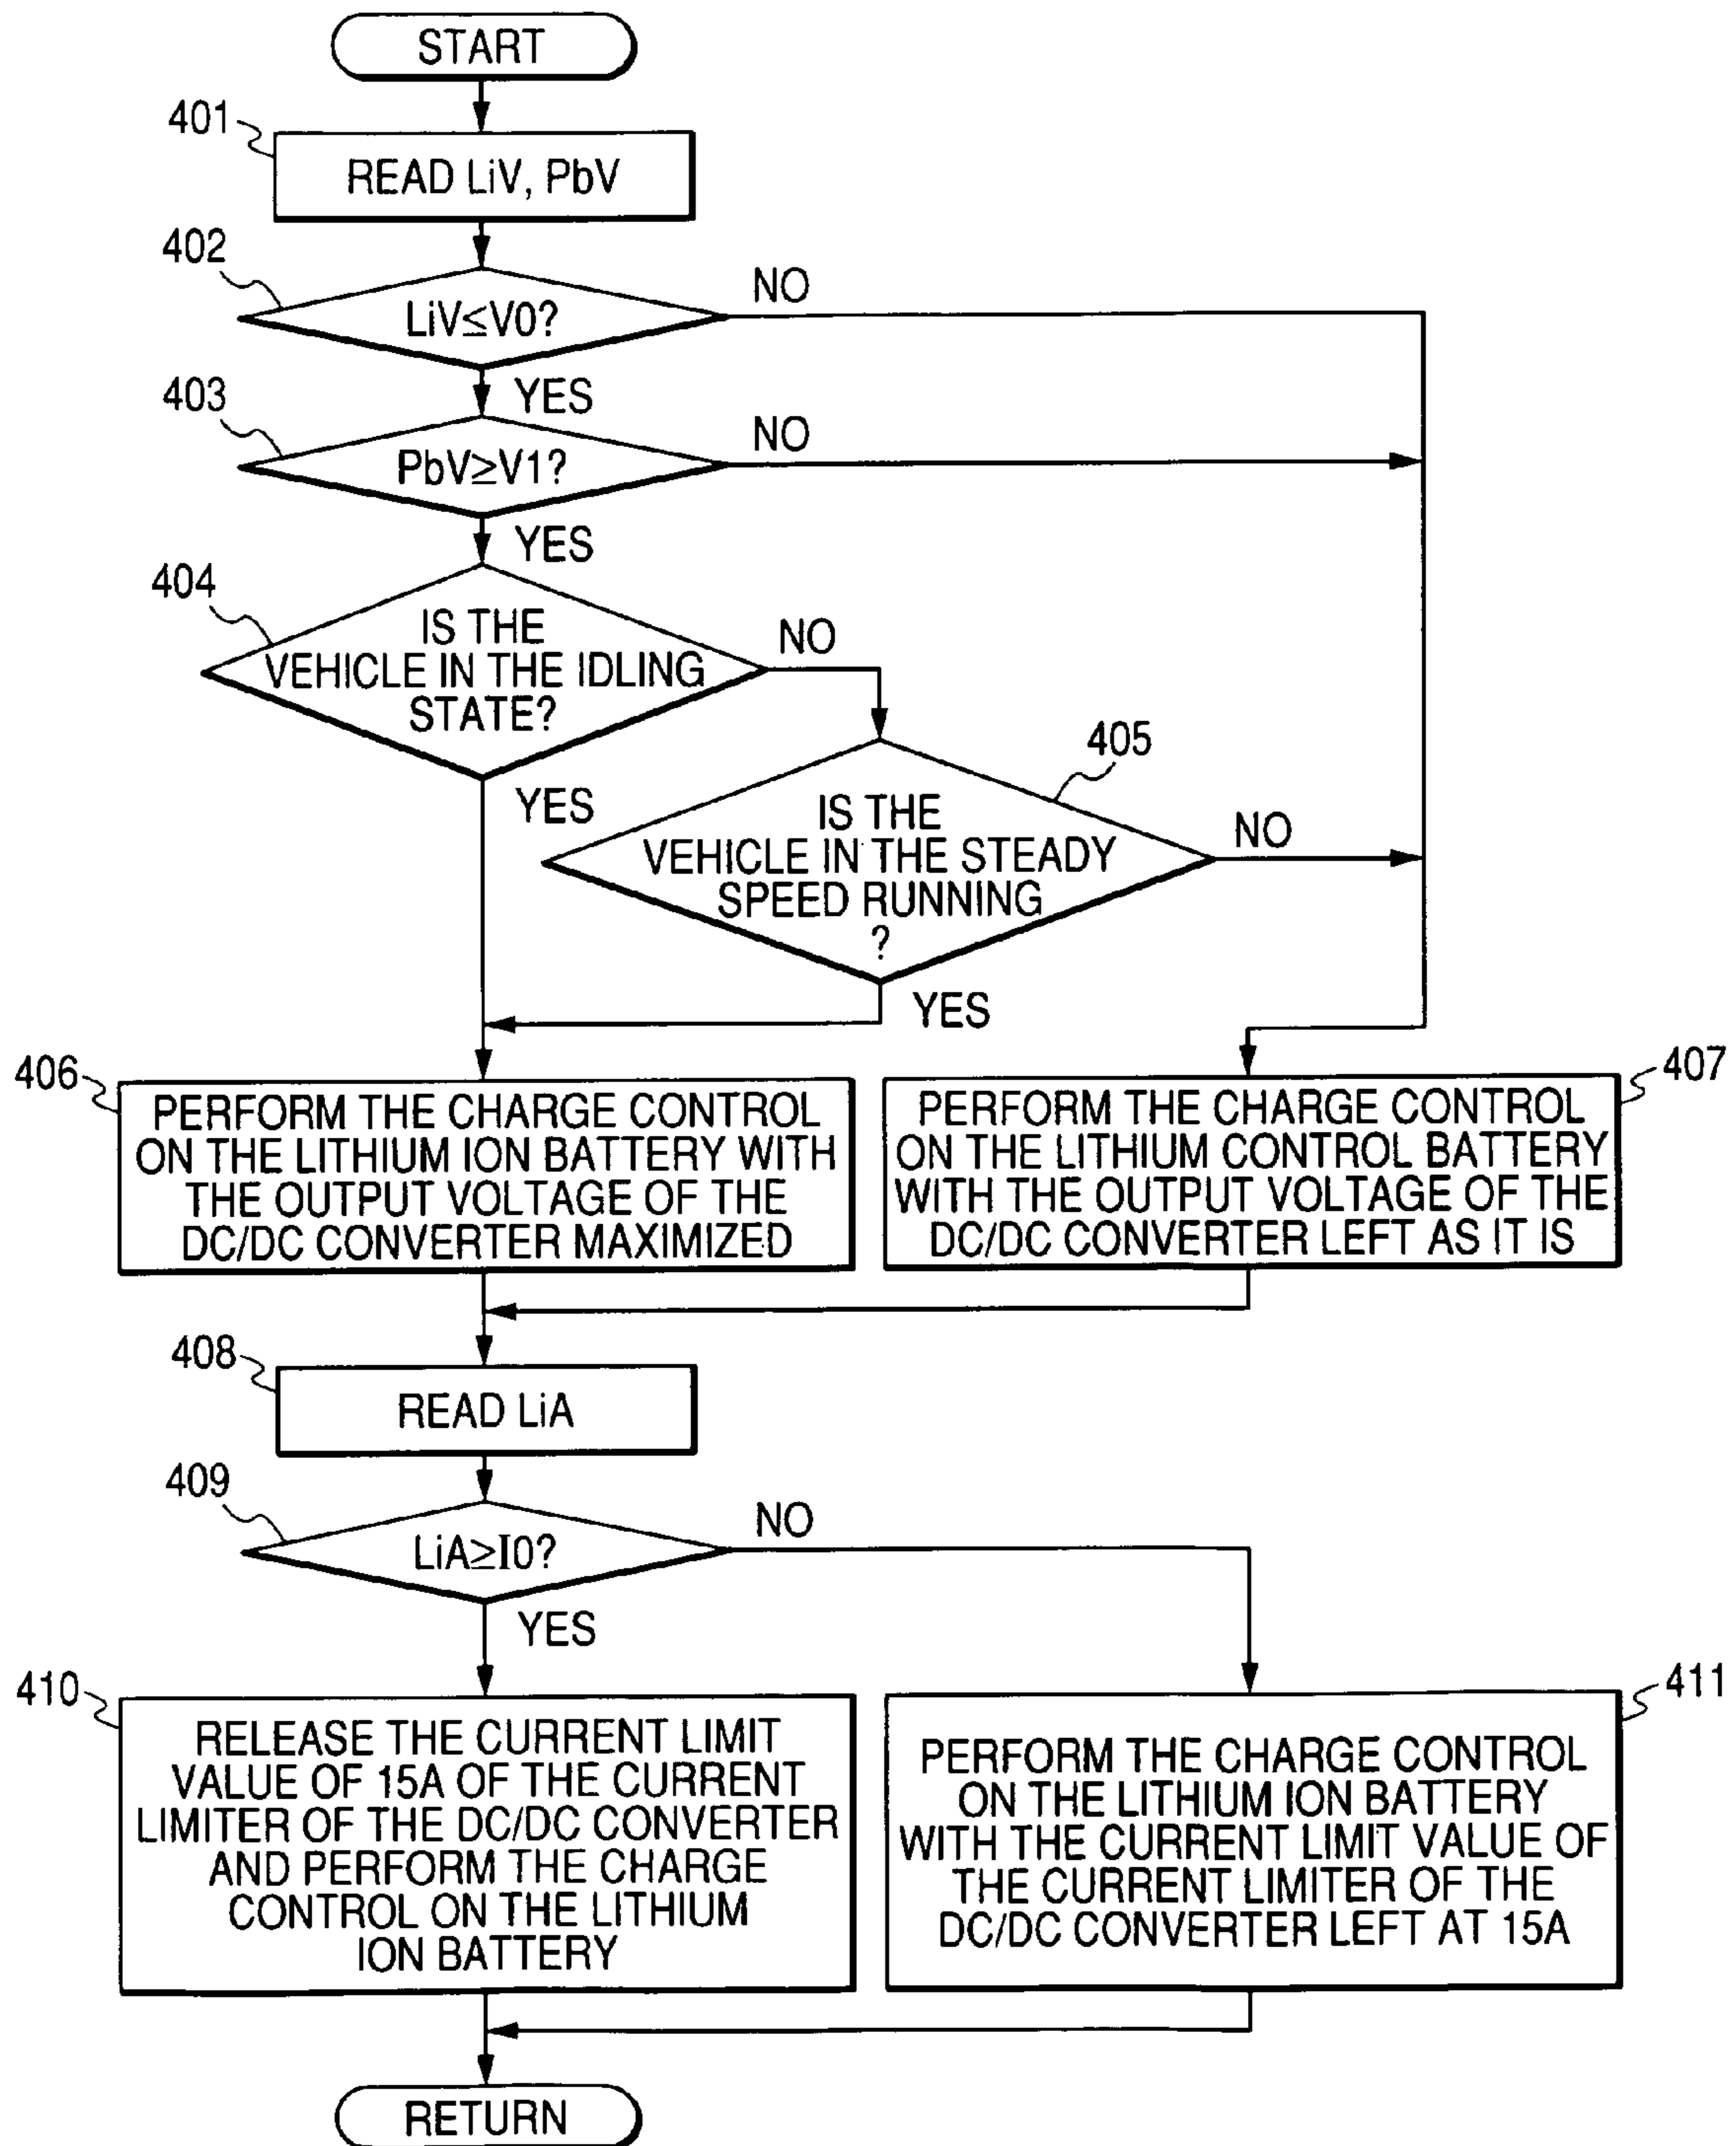 START
401
READ LiV, PbV
402
LiV≤V0?
NO
YES
403
PbV≥V1?
NO
YES
404
IS THE
VEHICLE IN THE IDLING
STATE?
NO
YES
405
IS THE
VEHICLE IN THE STEADY
SPEED RUNNING
?
NO
YES
406
PERFORM THE CHARGE CONTROL
ON THE LITHIUM ION BATTERY WITH
THE OUTPUT VOLTAGE OF THE
DC/DC CONVERTER MAXIMIZED
407
PERFORM THE CHARGE CONTROL
ON THE LITHIUM CONTROL BATTERY
WITH THE OUTPUT VOLTAGE OF THE
DC/DC CONVERTER LEFT AS IT IS
408
READ LiA
409
LiA≥I0?
NO
YES
410
RELEASE THE CURRENT LIMIT
VALUE OF 15A OF THE CURRENT
LIMITER OF THE DC/DC CONVERTER
AND PERFORM THE CHARGE
CONTROL ON THE LITHIUM
ION BATTERY
411
PERFORM THE CHARGE CONTROL
ON THE LITHIUM ION BATTERY
WITH THE CURRENT LIMIT VALUE OF
THE CURRENT LIMITER OF THE
DC/DC CONVERTER LEFT AT 15A
RETURN